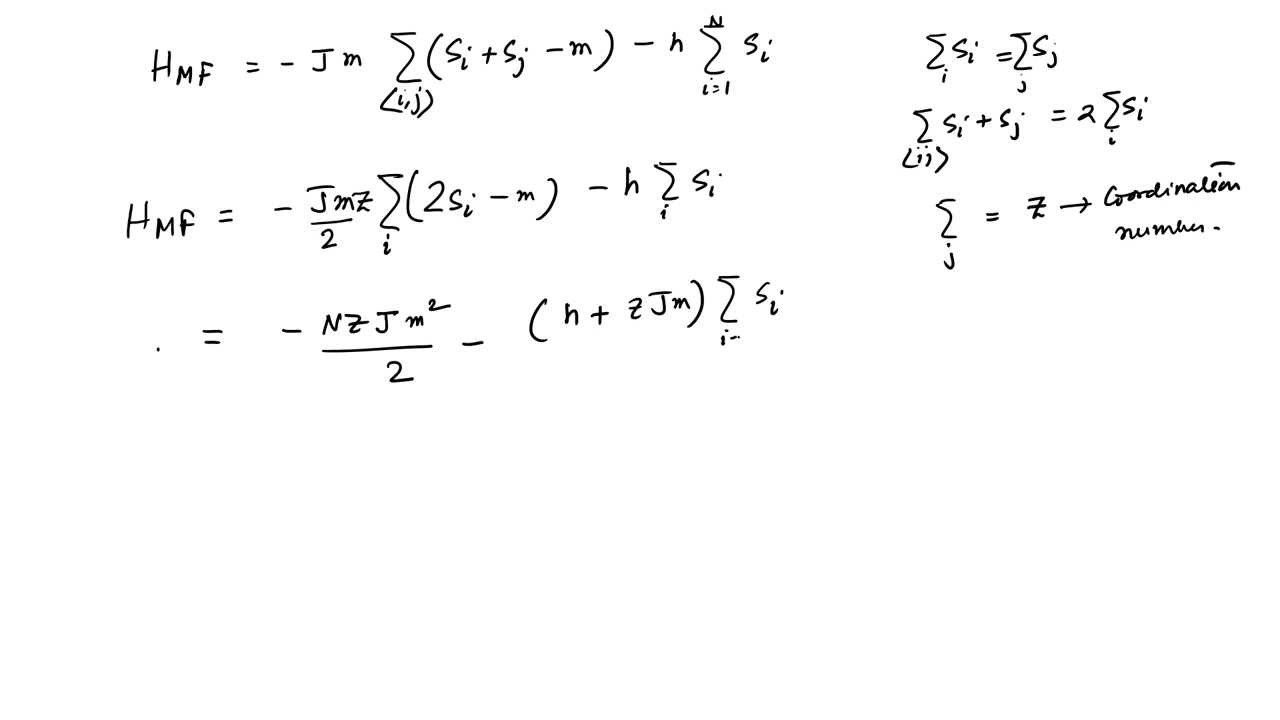 H_MF = - J m ∑_⟨i,j⟩ (S_i + S_j - m) - h ∑_{i=1}^{N} S_i
H_MF = - JmZ/2 ∑_i (2S_i - m) - h ∑_i S_i
. = - NZJm²/2 - (h + ZJm) ∑_i S_i
∑_i S_i = ∑_j S_j
∑_⟨ij⟩ S_i + S_j = 2 ∑_i S_i
∑_j = Z → Coordination
number.